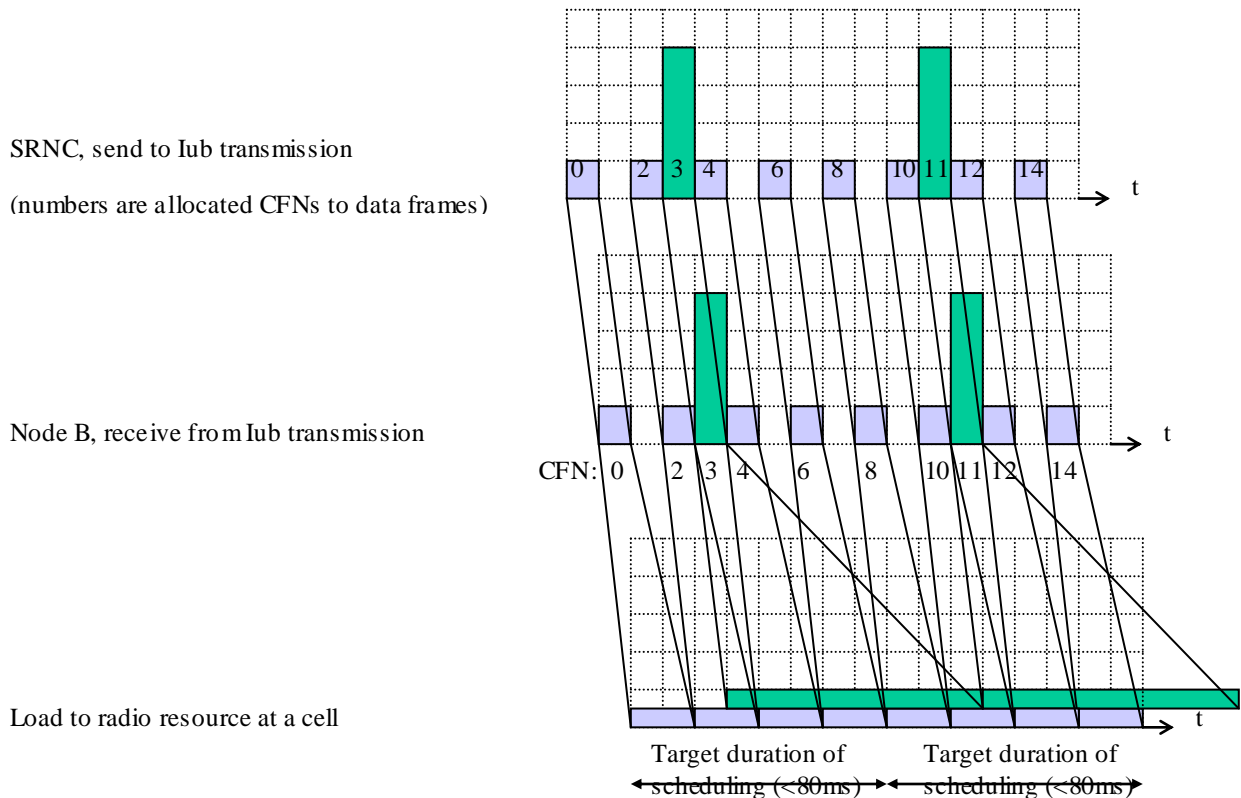 0 2 3 4 6 8 10 11 12 14
SRNC, send to Iub transmission
t
(numbers are allocated CFNs to data frames)
Node B, receive from Iub transmission
t
CFN: 0 2 3 4 6 8 10 11 12 14
Load to radio resource at a cell
t
Target duration of
scheduling (<80ms)
Target duration of
scheduling (<80ms)